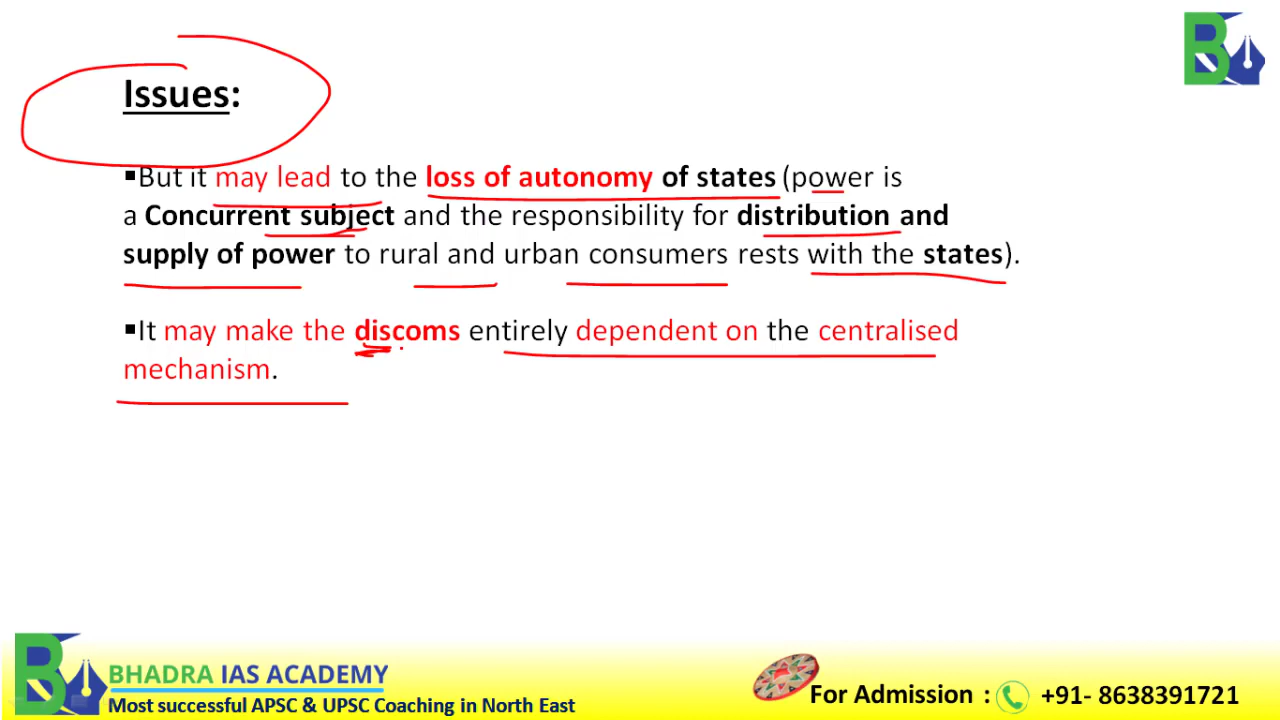 Issues:
▪But it may lead to the loss of autonomy of states (power is
a Concurrent subject and the responsibility for distribution and
supply of power to rural and urban consumers rests with the states).
▪It may make the discoms entirely dependent on the centralised
mechanism.
BHADRA IAS ACADEMY
Most successful APSC & UPSC Coaching in North East
For Admission : +91- 8638391721